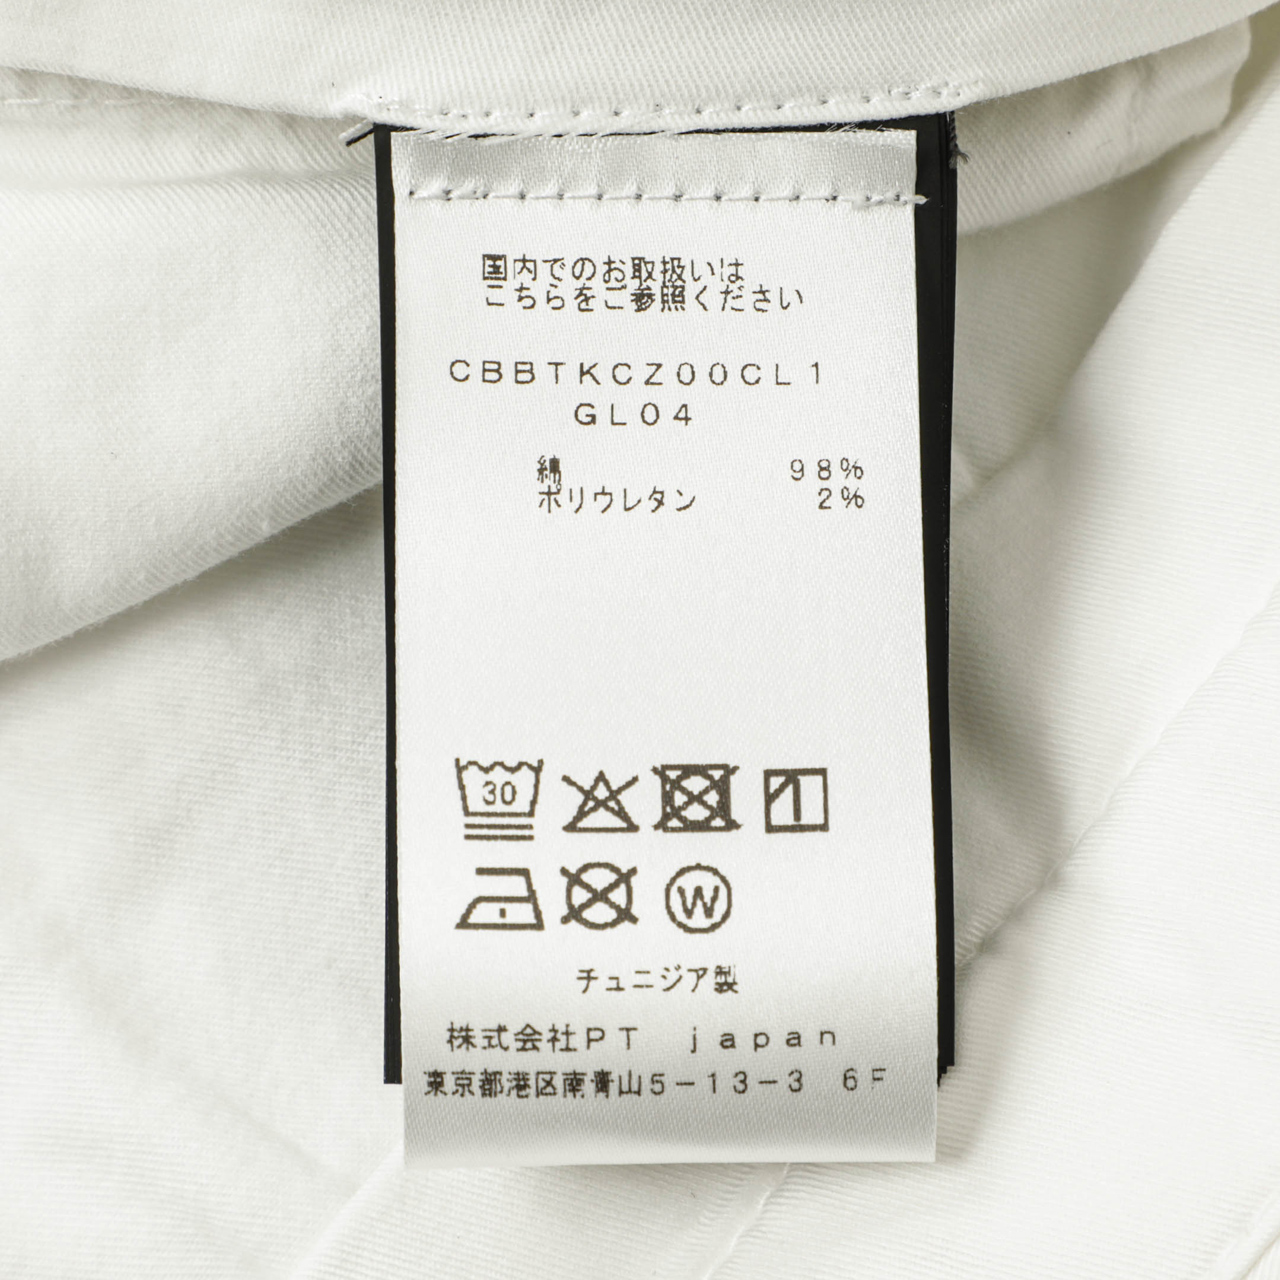 国内でのお取扱いは
こちらをご参照ください
CBBTKCZ00CL1
GL04
綿 98%
ポリウレタン 2%
30
W
チュニジア製
株式会社PT japan
東京都港区南青山5-13-3 6F